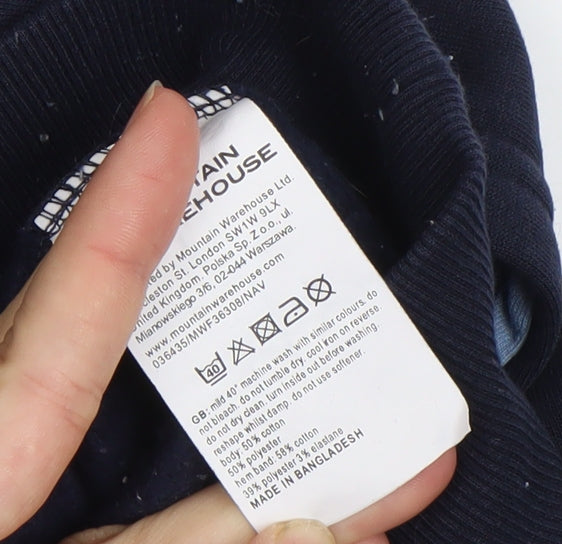 TAIN
EHOUSE
ted by Mountain Warehouse Ltd.
leston St. London SW1W 9LX
nited Kingdom. Polska Sp. Z o.o., ul.
Mianowskiego 3/6, 02-044 Warszawa.
www.mountainwarehouse.com
036435/MWF36308/NAV
40
GB: mild 40° machine wash with similar colours. do
not bleach. do not tumble dry. cool iron on reverse.
do not dry clean. turn inside out before washing.
reshape whilst damp. do not use softener.
body: 50% cotton
50% polyester
hem band: 58% cotton
39% polyester 3% elastane
MADE IN BANGLADESH